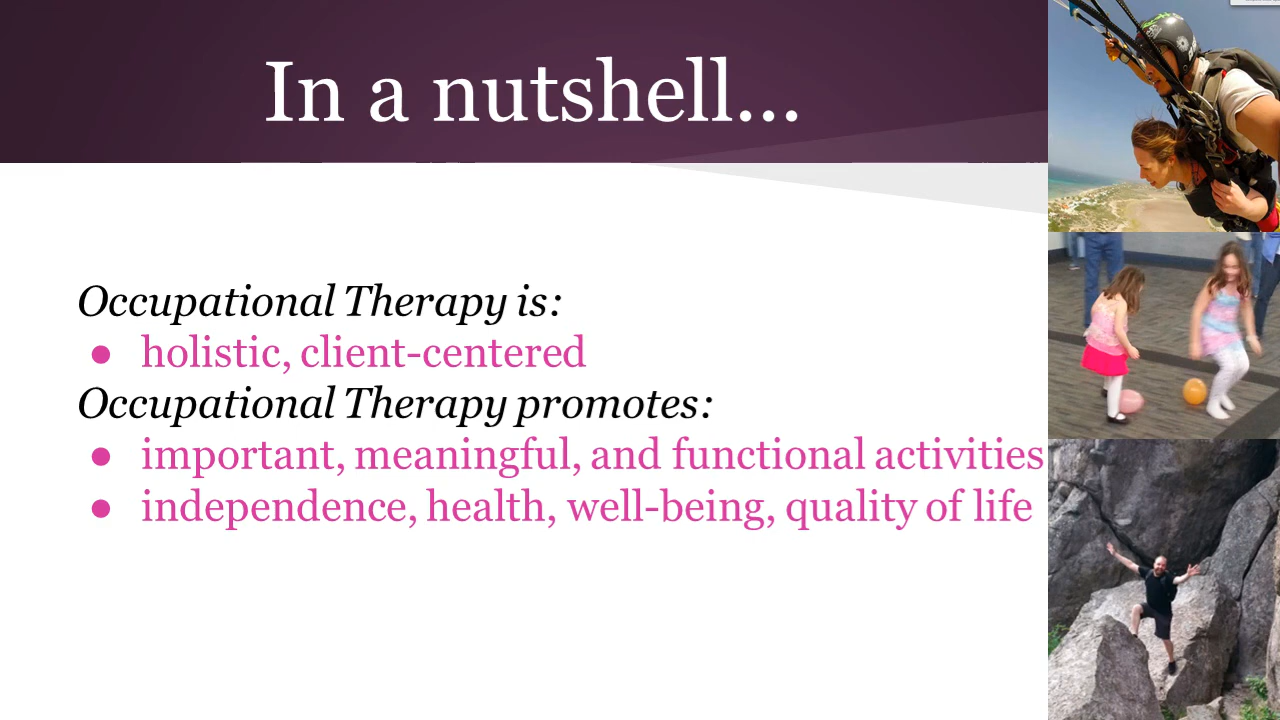 In a nutshell...
Occupational Therapy is:
● holistic, client-centered
Occupational Therapy promotes:
● important, meaningful, and functional activities
● independence, health, well-being, quality of life